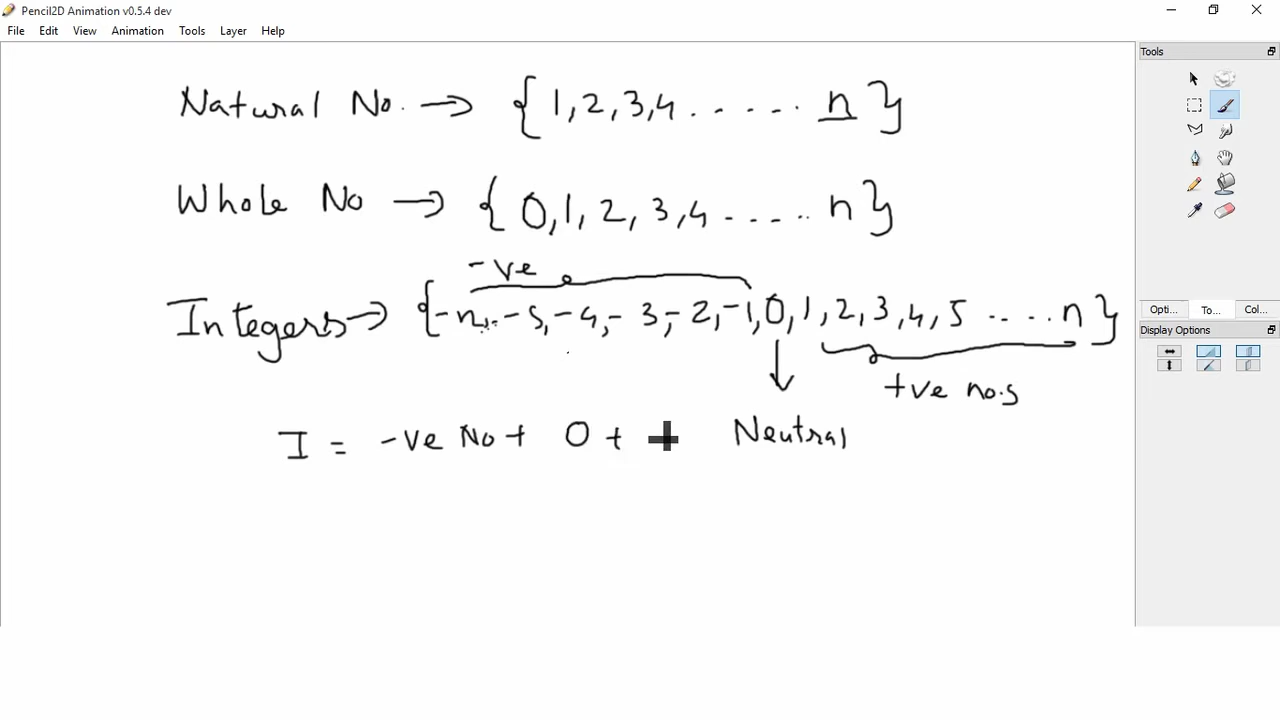 Pencil2D Animation v0.5.4 dev
File Edit View Animation Tools Layer Help
Tools
Natural No. → {1,2,3,4 ...... n}
Whole No → {0,1,2,3,4 ...... n}
-ve
Integers → {-n, -5,-4,-3,-2,-1,0,1,2,3,4,5 .....n}
+ve no.s
I = -ve No + 0 + +
Neutral
Opti... To... Col...
Display Options